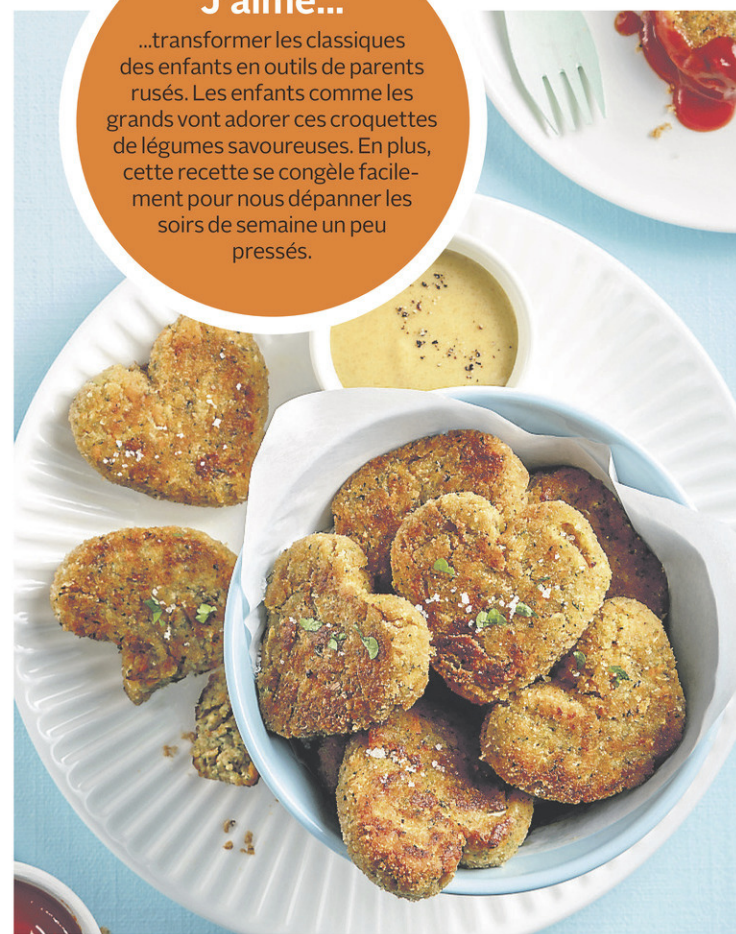 J'aime...
...transformer les classiques
des enfants en outils de parents
rusés. Les enfants comme les
grands vont adorer ces croquettes
de légumes savoureuses. En plus,
cette recette se congèle facile-
ment pour nous dépanner les
soirs de semaine un peu
pressés.